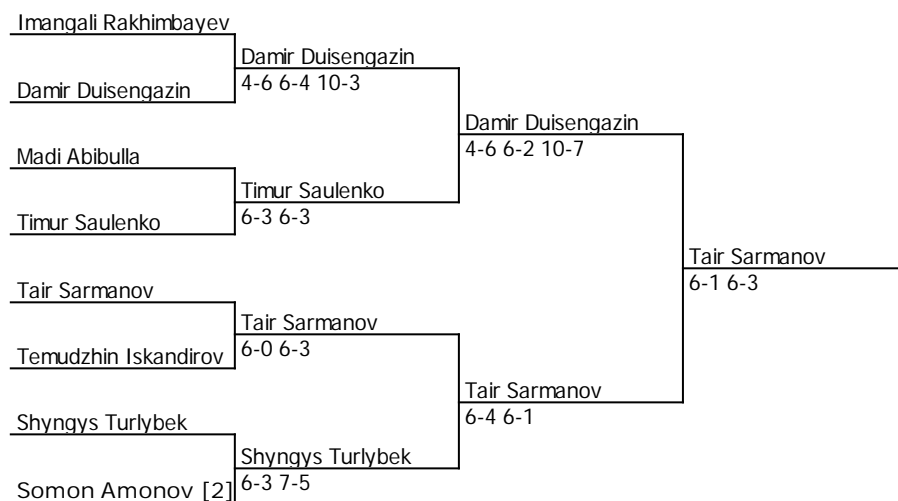 Imangali Rakhimbayev
Damir Duisengazin
4-6 6-4 10-3
Damir Duisengazin
Damir Duisengazin
4-6 6-2 10-7
Madi Abibulla
Timur Saulenko
6-3 6-3
Timur Saulenko
Tair Sarmanov
6-1 6-3
Tair Sarmanov
Tair Sarmanov
6-0 6-3
Temudzhin Iskandirov
Tair Sarmanov
6-4 6-1
Shyngys Turlybek
Shyngys Turlybek
6-3 7-5
Somon Amonov [2]